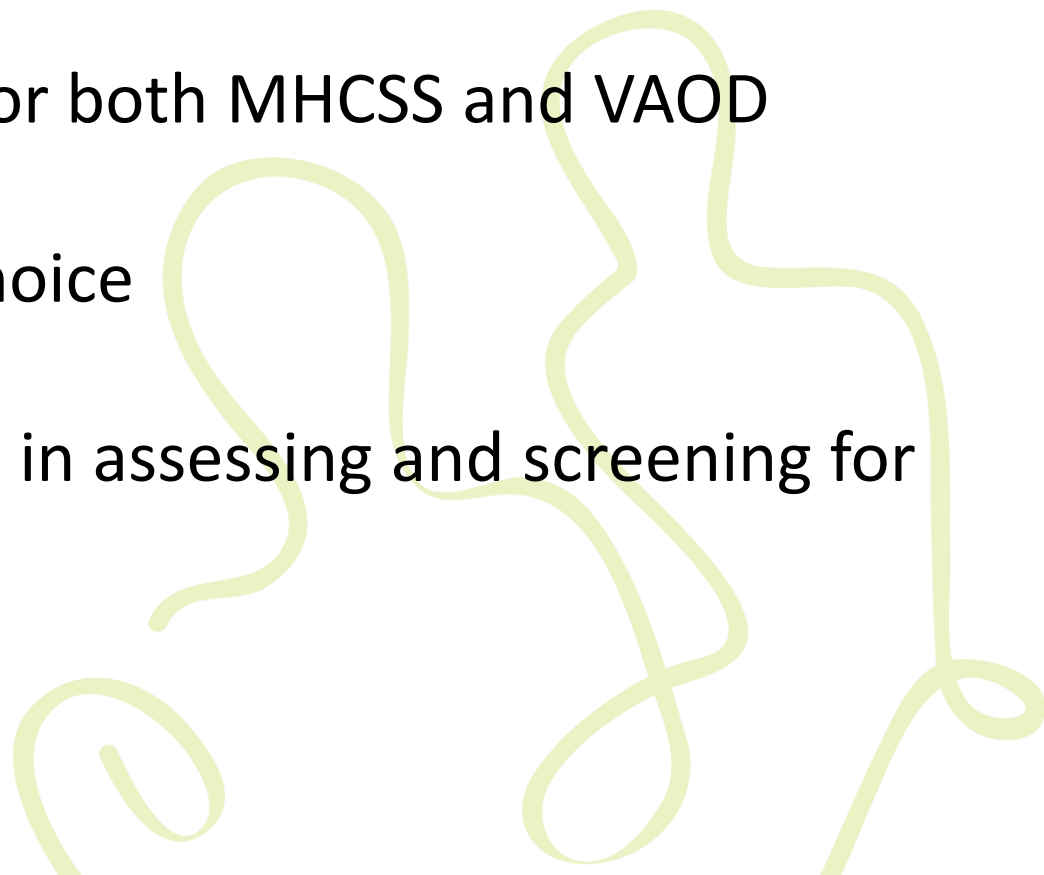 or both MHCSS and VAOD
hoice
in assessing and screening for